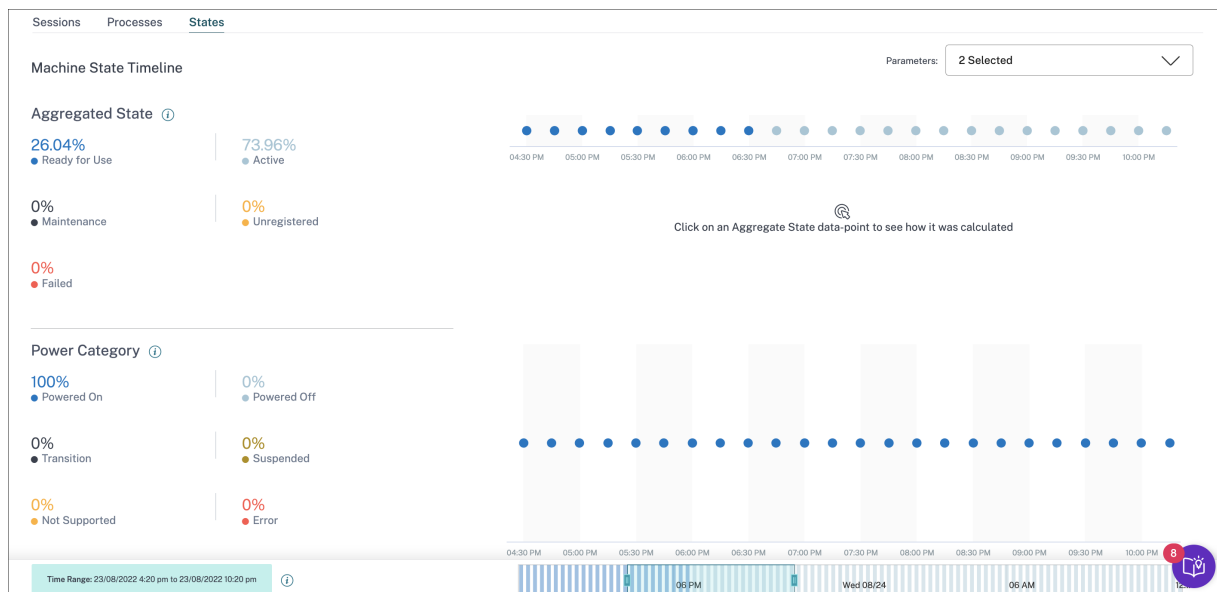 Sessions Processes States
Machine State Timeline
Parameters: 2 Selected
Aggregated State
26.04% 73.96%
Ready for Use Active
0% 0%
Maintenance Unregistered
0%
Failed
04:30 PM 05:00 PM 05:30 PM 06:00 PM 06:30 PM 07:00 PM 07:30 PM 08:00 PM 08:30 PM 09:00 PM 09:30 PM 10:00 PM
Click on an Aggregate State data-point to see how it was calculated
Power Category
100% 0%
Powered On Powered Off
0% 0%
Transition Suspended
0% 0%
Not Supported Error
04:30 PM 05:00 PM 05:30 PM 06:00 PM 06:30 PM 07:00 PM 07:30 PM 08:00 PM 08:30 PM 09:00 PM 09:30 PM 10:00 PM
8
Time Range: 23/08/2022 4:20 pm to 23/08/2022 10:20 pm
06 PM Wed 08/24 06 AM